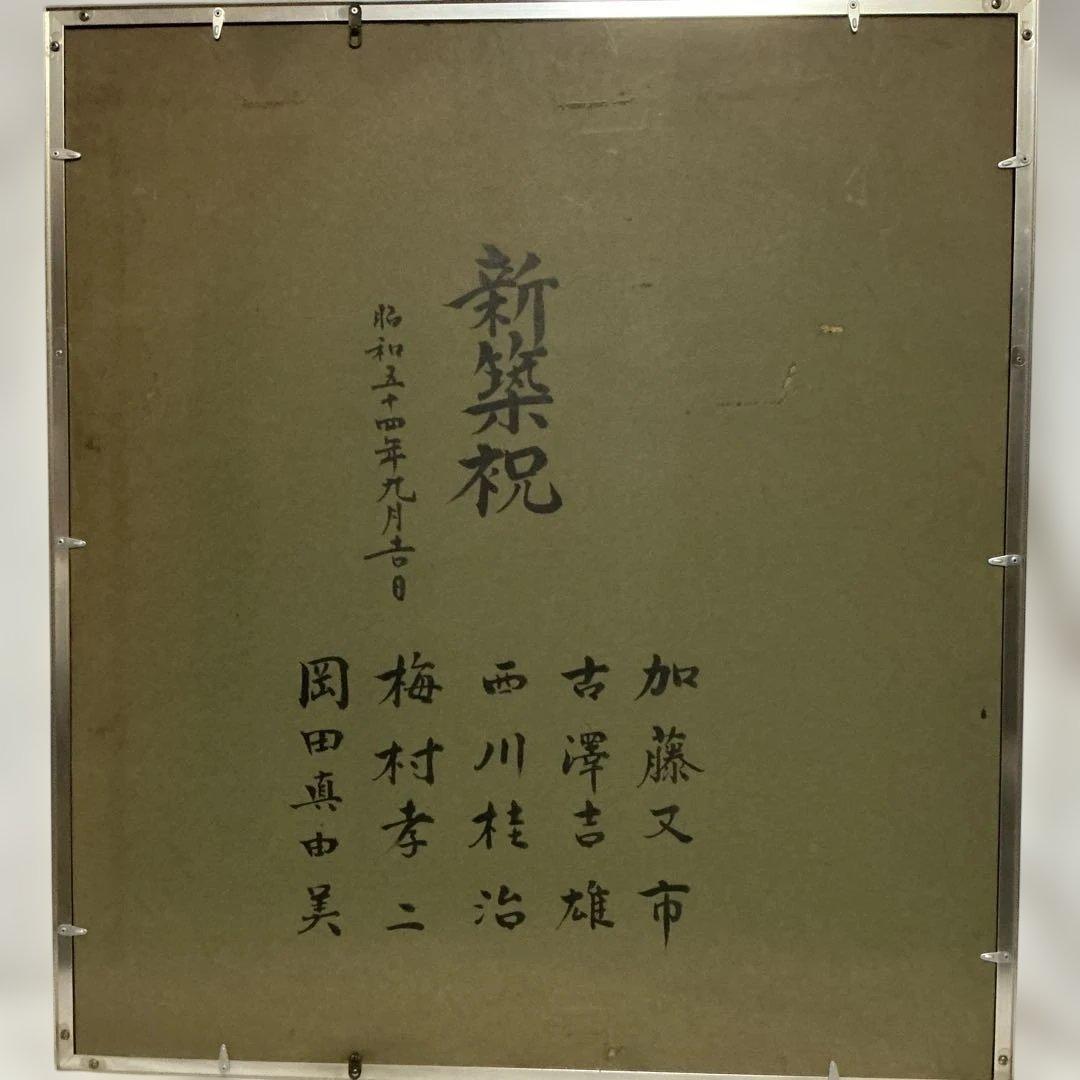 新築祝
昭和五十四年九月吉日
加藤又市
古澤吉雄
西川桂治
梅村孝二
岡田真由美